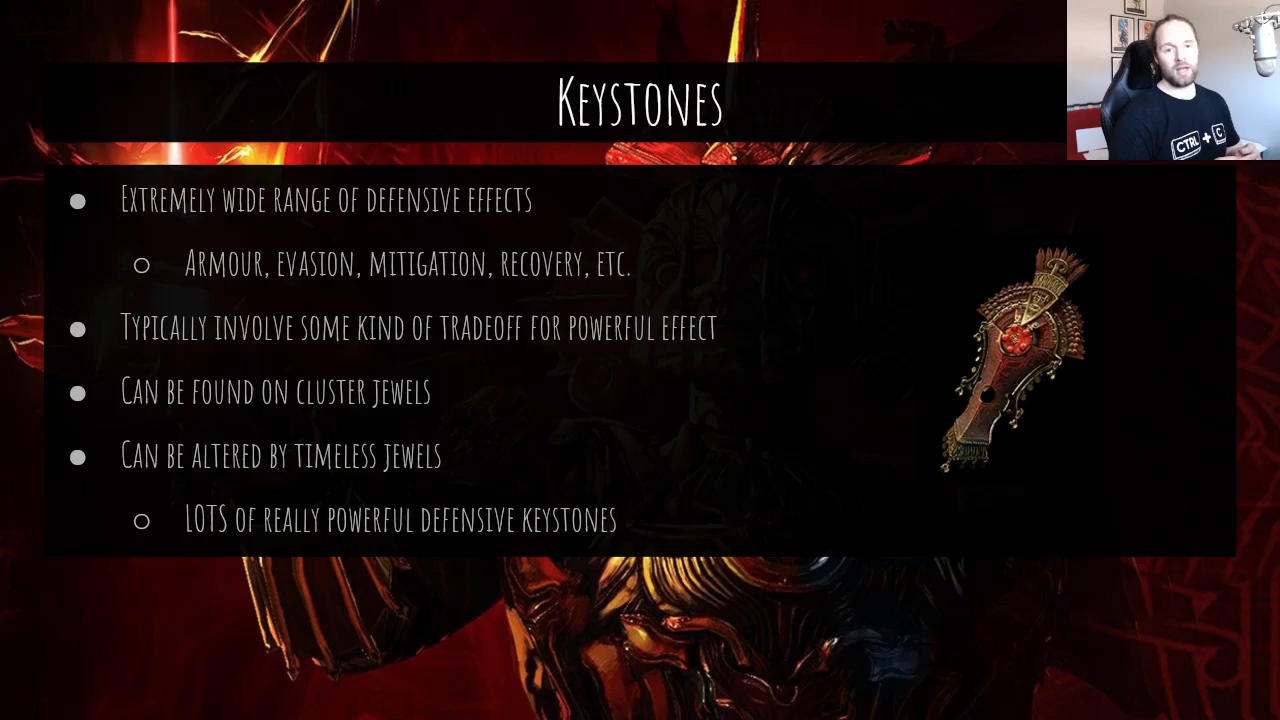 Keystones
Extremely wide range of defensive effects
Armour, evasion, mitigation, recovery, etc.
Typically involve some kind of tradeoff for powerful effect
Can be found on cluster jewels
Can be altered by timeless jewels
LOTS of really powerful defensive keystones
CTRL + C